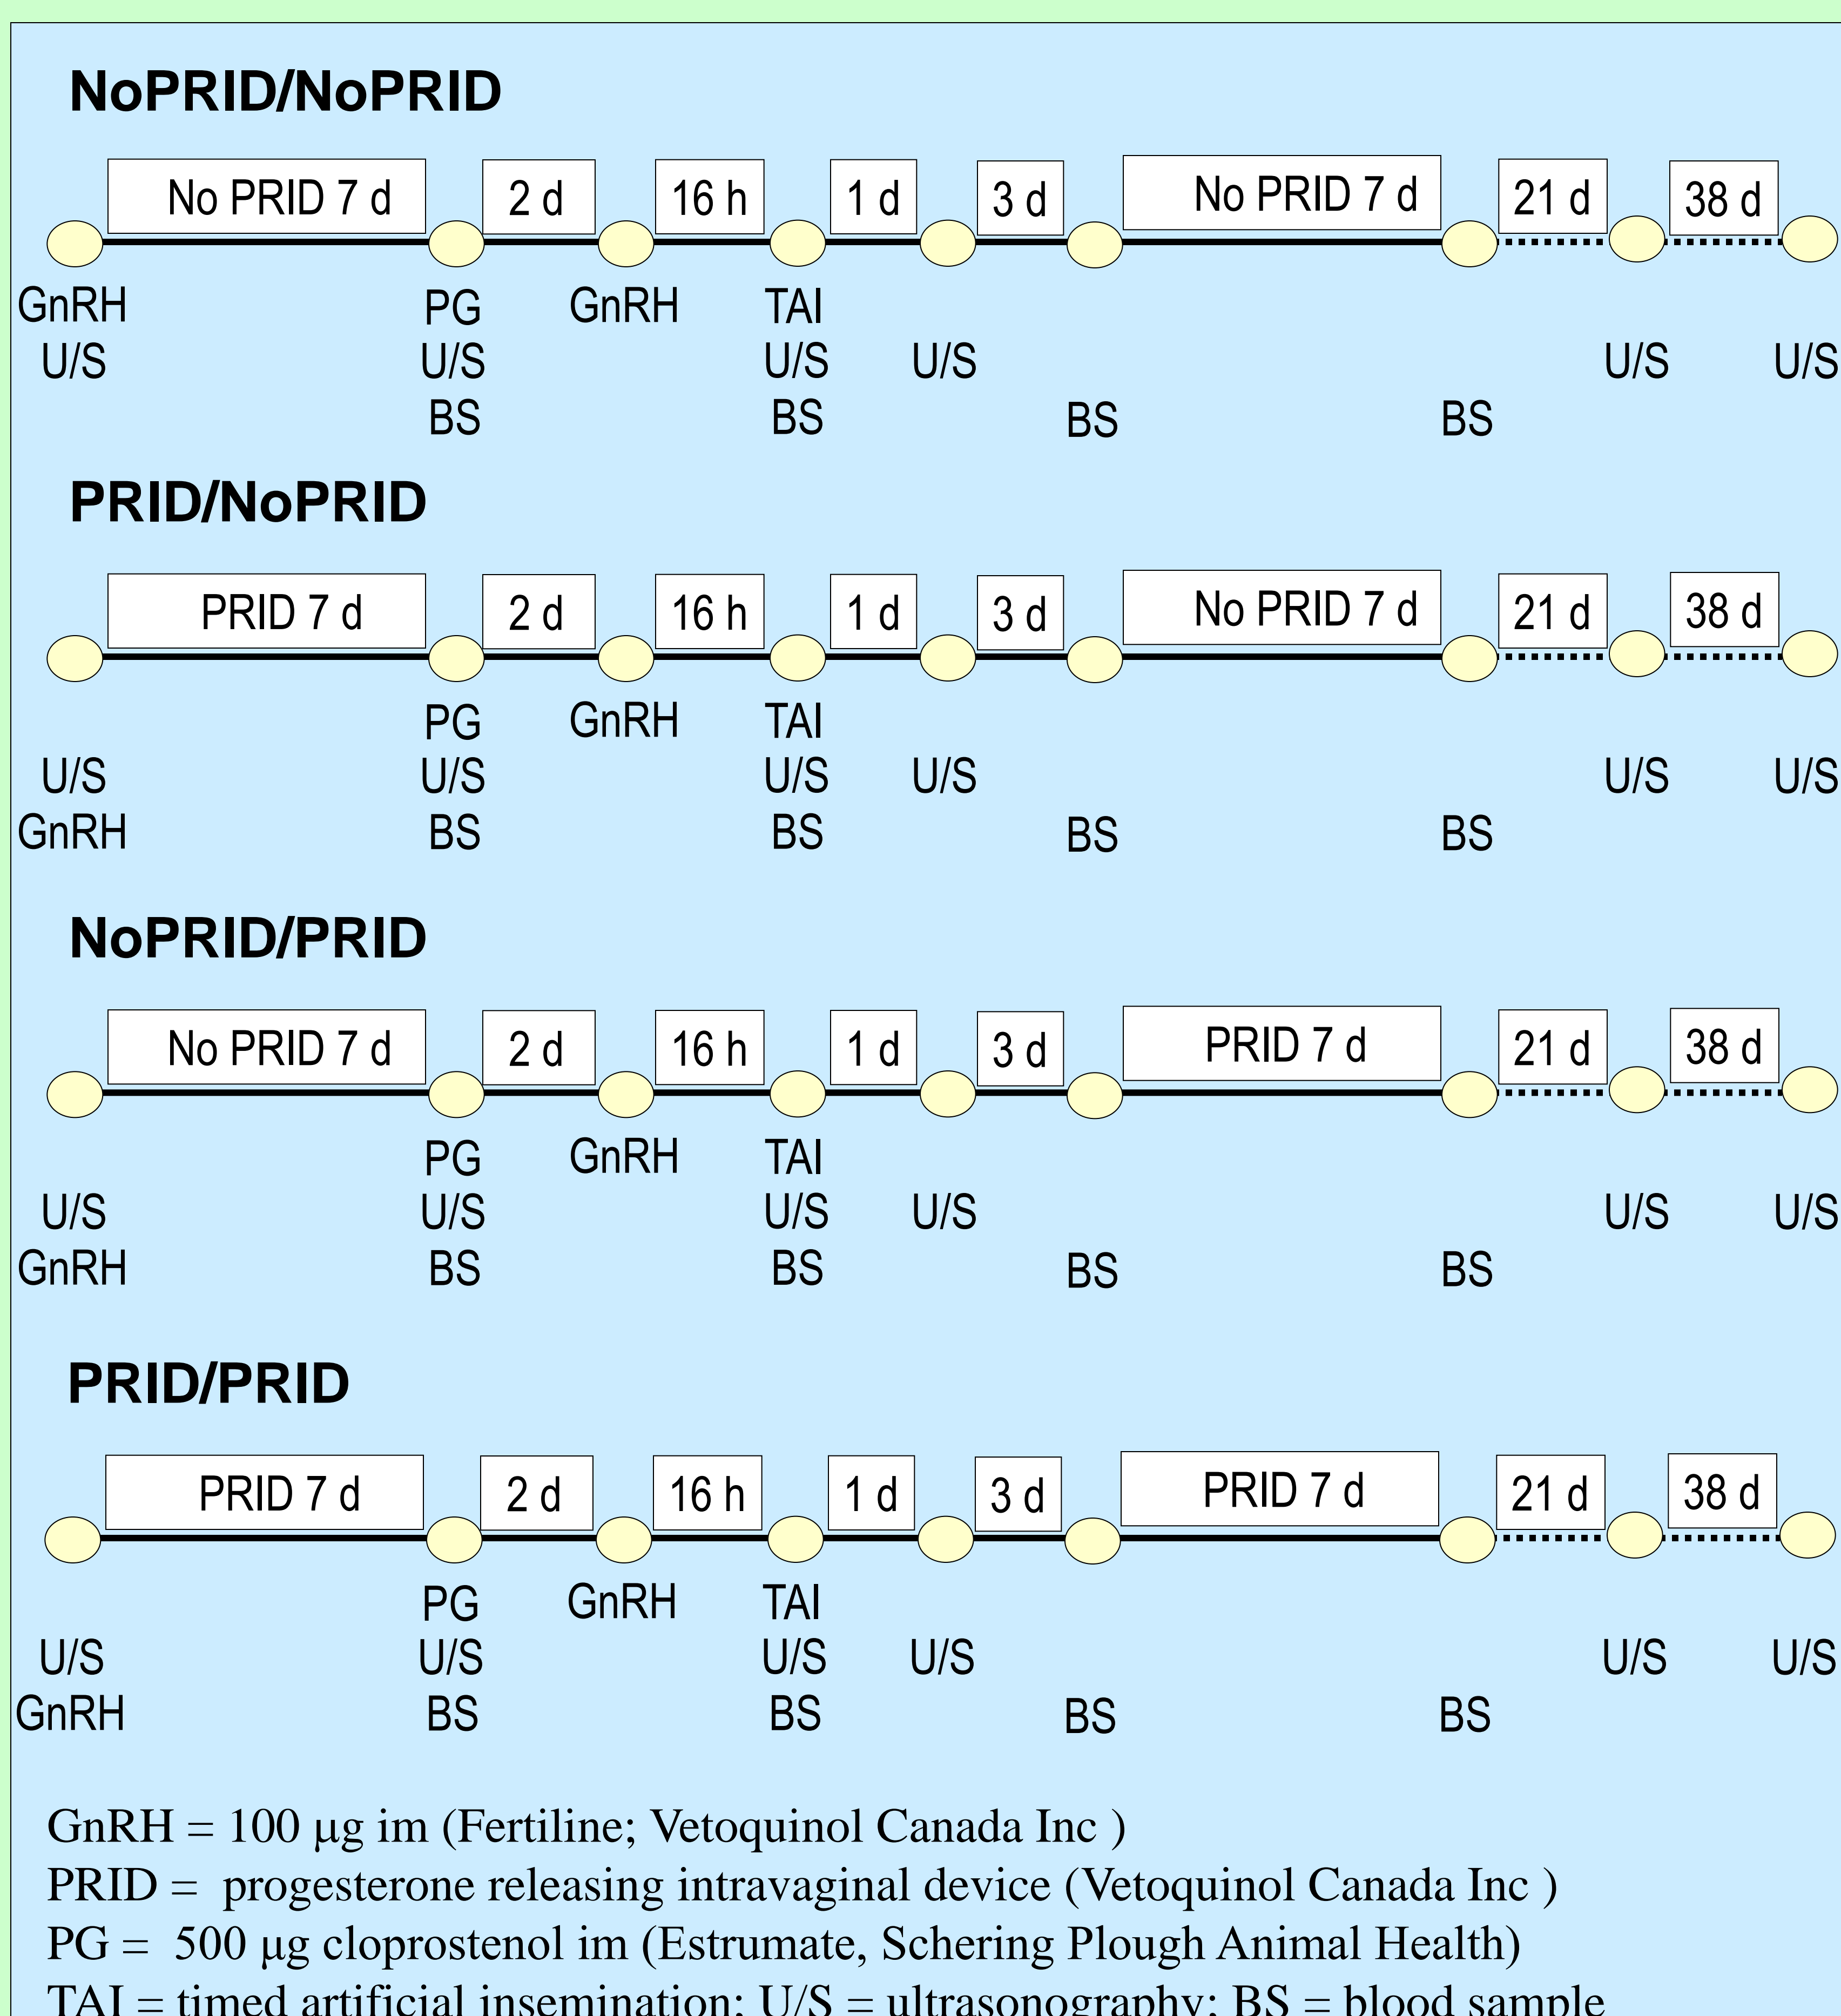 NoPRID/NoPRID
No PRID 7 d 2 d 16 h 1 d 3 d No PRID 7 d 21 d 38 d
GnRH PG GnRH TAI
U/S U/S U/S U/S U/S U/S
BS BS BS BS
PRID/NoPRID
PRID 7 d 2 d 16 h 1 d 3 d No PRID 7 d 21 d 38 d
PG GnRH TAI
U/S U/S U/S U/S U/S U/S
GnRH BS BS BS BS
NoPRID/PRID
No PRID 7 d 2 d 16 h 1 d 3 d PRID 7 d 21 d 38 d
PG GnRH TAI
U/S U/S U/S U/S U/S U/S
GnRH BS BS BS BS
PRID/PRID
PRID 7 d 2 d 16 h 1 d 3 d PRID 7 d 21 d 38 d
PG GnRH TAI
U/S U/S U/S U/S U/S U/S
GnRH BS BS BS BS
GnRH = 100 µg im (Fertiline; Vetoquinol Canada Inc )
PRID = progesterone releasing intravaginal device (Vetoquinol Canada Inc )
PG = 500 µg cloprostenol im (Estrumate, Schering Plough Animal Health)
TAI = timed artificial insemination; U/S = ultrasonography; BS = blood sample